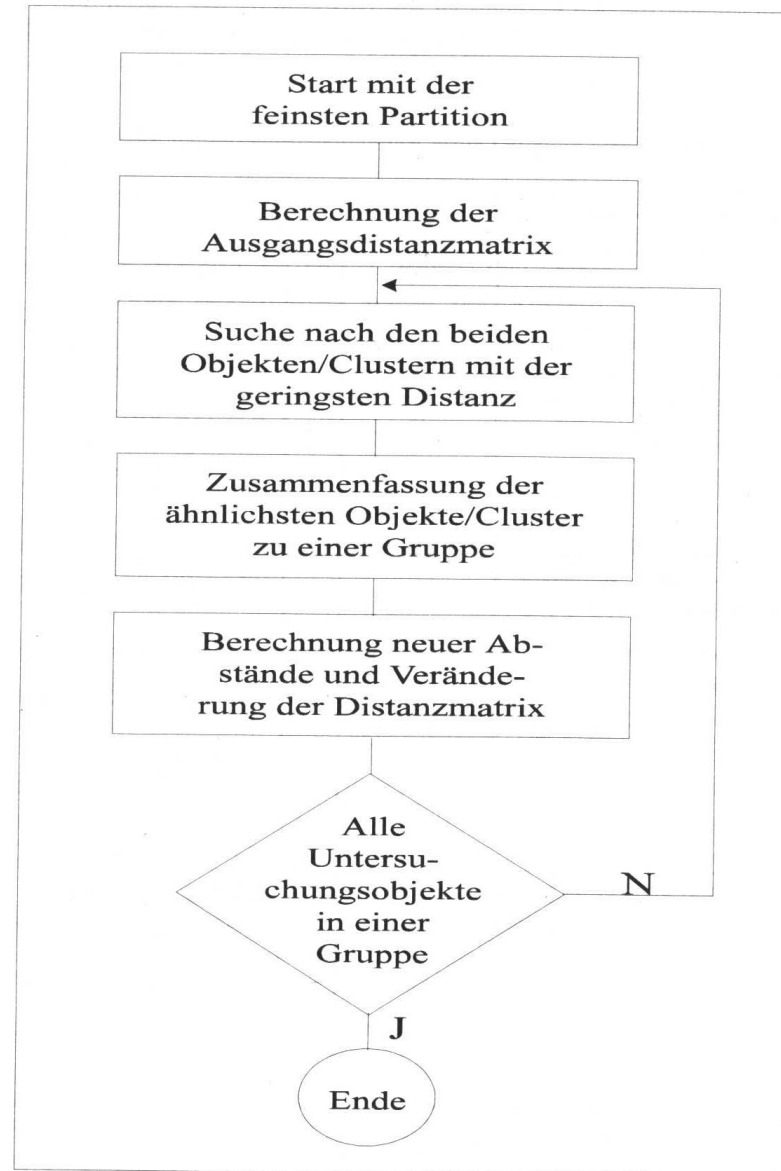 Start mit der
feinsten Partition
Berechnung der
Ausgangsdistanzmatrix
Suche nach den beiden
Objekten/Clustern mit der
geringsten Distanz
Zusammenfassung der
ähnlichsten Objekte/Cluster
zu einer Gruppe
Berechnung neuer Ab-
stände und Verände-
rung der Distanzmatrix
Alle
Untersu-
chungsobjekte
in einer
Gruppe
N
J
Ende